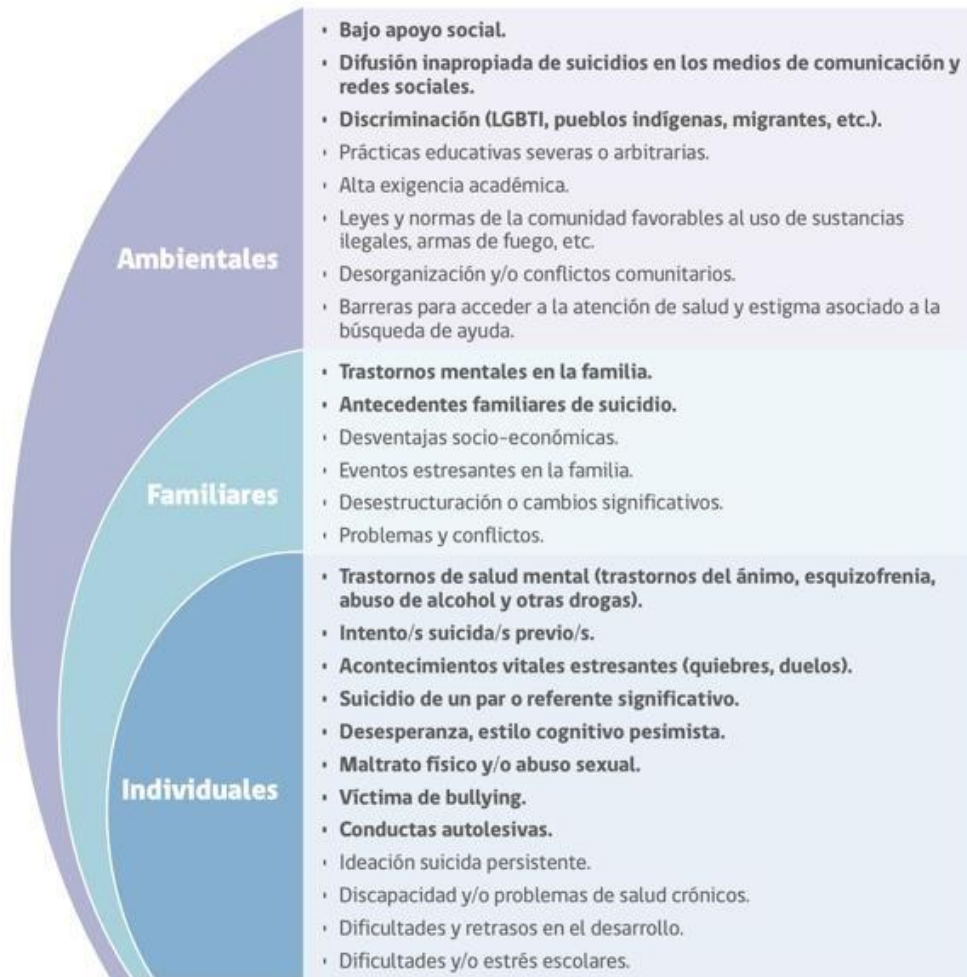 Ambientales
• Bajo apoyo social.
• Difusión inapropiada de suicidios en los medios de comunicación y
redes sociales.
• Discriminación (LGBTI, pueblos indígenas, migrantes, etc.).
• Prácticas educativas severas o arbitrarias.
• Alta exigencia académica.
• Leyes y normas de la comunidad favorables al uso de sustancias
ilegales, armas de fuego, etc.
• Desorganización y/o conflictos comunitarios.
• Barreras para acceder a la atención de salud y estigma asociado a la
búsqueda de ayuda.
Familiares
• Trastornos mentales en la familia.
• Antecedentes familiares de suicidio.
• Desventajas socio-económicas.
• Eventos estresantes en la familia.
• Desestructuración o cambios significativos.
• Problemas y conflictos.
Individuales
• Trastornos de salud mental (trastornos del ánimo, esquizofrenia,
abuso de alcohol y otras drogas).
• Intento/s suicida/s previo/s.
• Acontecimientos vitales estresantes (quiebres, duelos).
• Suicidio de un par o referente significativo.
• Desesperanza, estilo cognitivo pesimista.
• Maltrato físico y/o abuso sexual.
• Víctima de bullying.
• Conductas autolesivas.
• Ideación suicida persistente.
• Discapacidad y/o problemas de salud crónicos.
• Dificultades y retrasos en el desarrollo.
• Dificultades y/o estrés escolares.